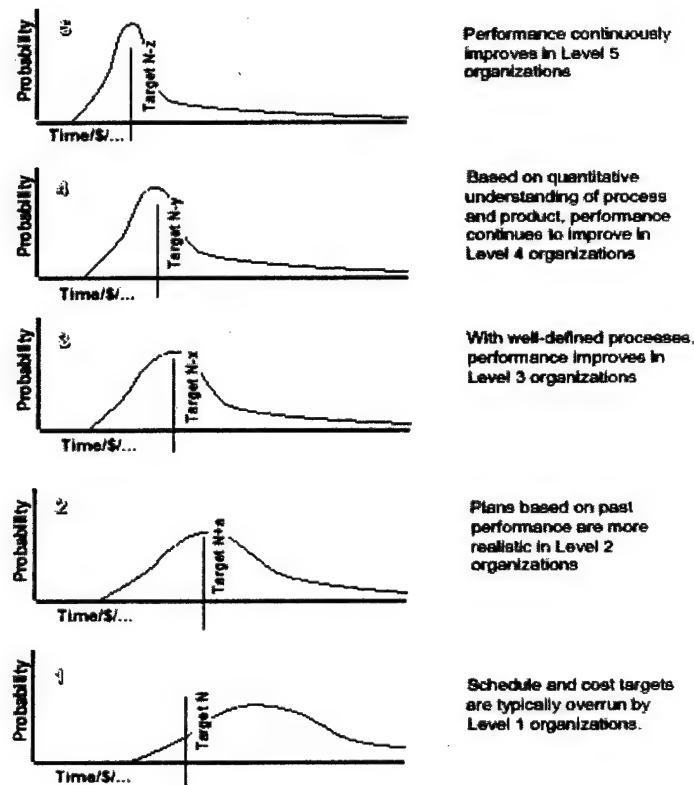 5
Probability
Target N-z
Time/$/...
Performance continuously
improves in Level 5
organizations
4
Probability
Target N-y
Time/$/...
Based on quantitative
understanding of process
and product, performance
continues to improve in
Level 4 organizations
3
Probability
Target N-x
Time/$/...
With well-defined processes,
performance improves in
Level 3 organizations
2
Probability
Target N+a
Time/$/...
Plans based on past
performance are more
realistic in Level 2
organizations
1
Probability
Target N
Time/$/...
Schedule and cost targets
are typically overrun by
Level 1 organizations.